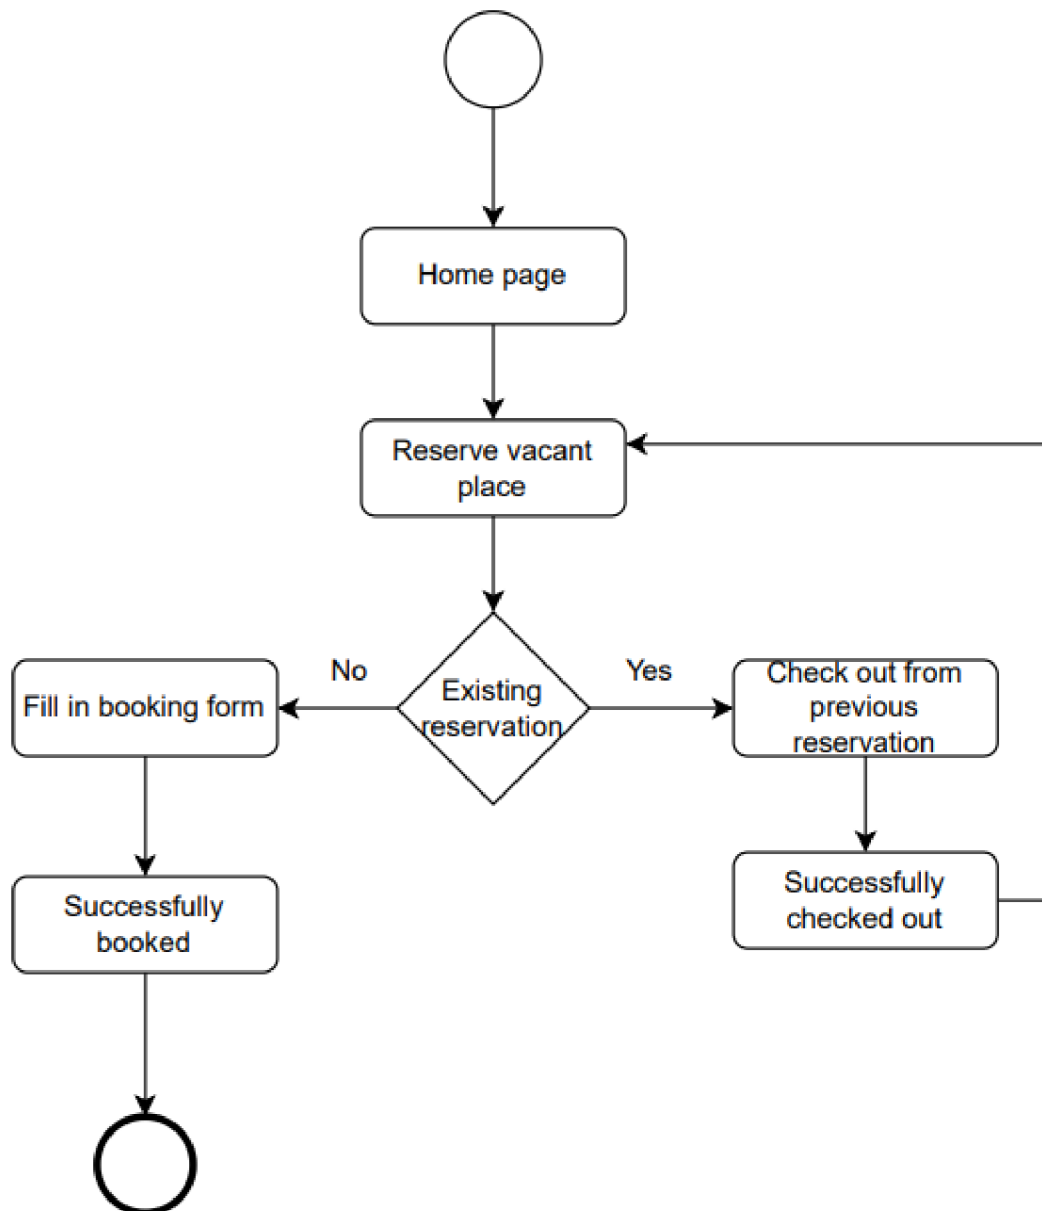 Home page
Reserve vacant
place
No
Existing
reservation
Yes
Fill in booking form
Check out from
previous
reservation
Successfully
booked
Successfully
checked out